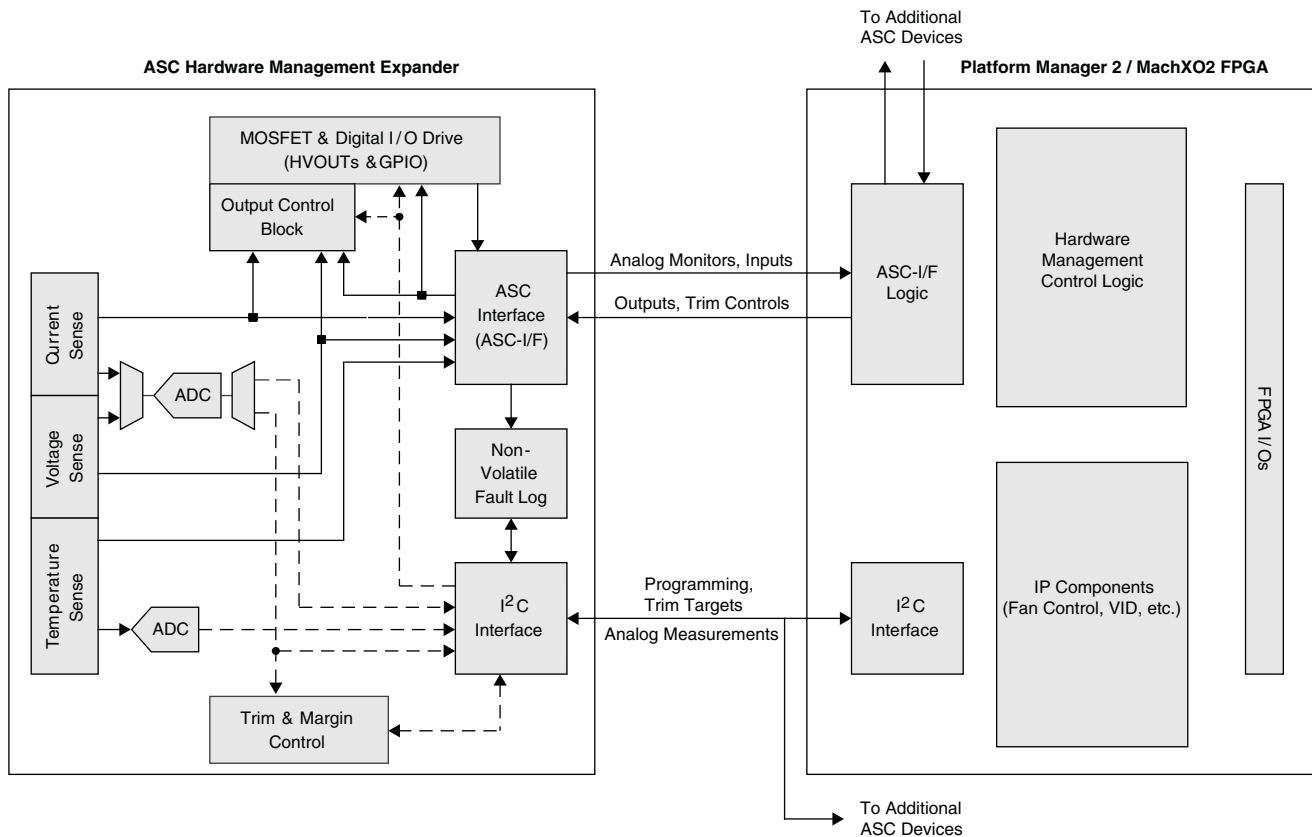 To Additional
ASC Devices
ASC Hardware Management Expander
Platform Manager 2 / MachXO2 FPGA
MOSFET & Digital I/O Drive
(HVOUTs & GPIO)
Output Control
Block
Current
Sense
Voltage
Sense
Temperature
Sense
ADC
ADC
ASC
Interface
(ASC-I/F)
Non-
Volatile
Fault Log
I²C
Interface
Trim & Margin
Control
Analog Monitors, Inputs
Outputs, Trim Controls
Programming,
Trim Targets
Analog Measurements
ASC-I/F
Logic
I²C
Interface
Hardware
Management
Control Logic
IP Components
(Fan Control, VID, etc.)
FPGA I/Os
To Additional
ASC Devices